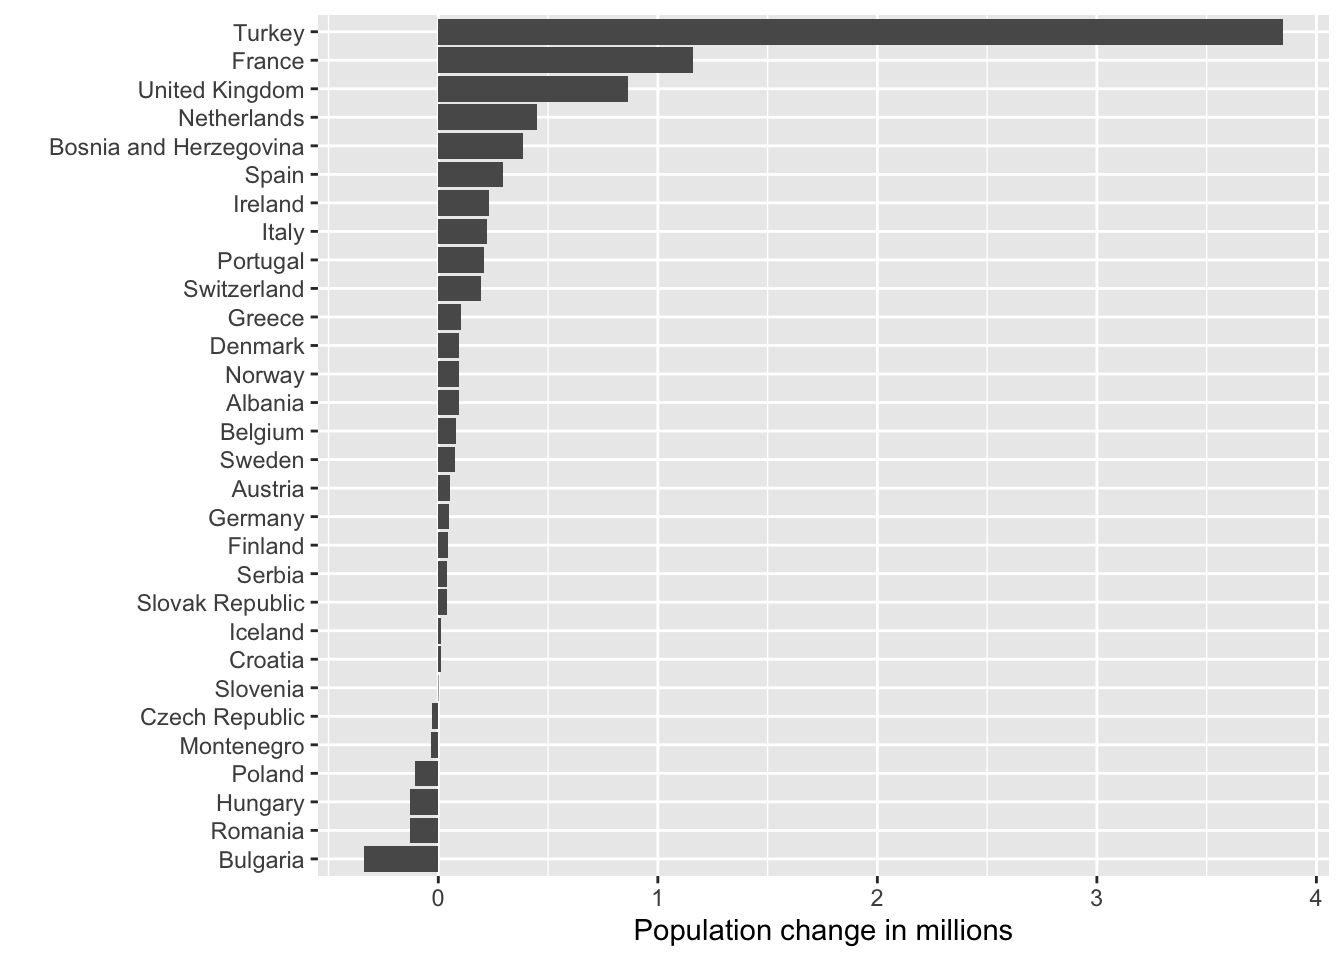 Turkey
France
United Kingdom
Netherlands
Bosnia and Herzegovina
Spain
Ireland
Italy
Portugal
Switzerland
Greece
Denmark
Norway
Albania
Belgium
Sweden
Austria
Germany
Finland
Serbia
Slovak Republic
Iceland
Croatia
Slovenia
Czech Republic
Montenegro
Poland
Hungary
Romania
Bulgaria
0 1 2 3 4
Population change in millions